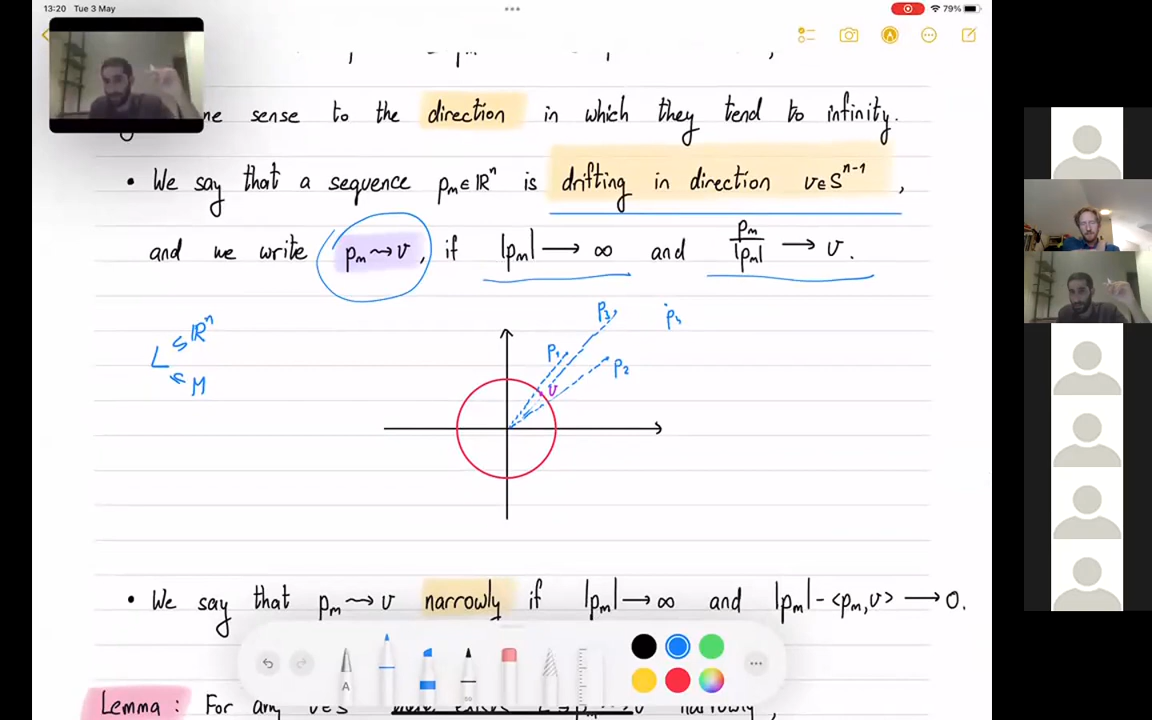 13:20 Tue 3 May
79%
sense to the direction in which they tend to infinity.
• We say that a sequence pₘ∈ℝⁿ is drifting in direction v∈Sⁿ⁻¹,
and we write pₘ⇝v, if |pₘ| ⟶ ∞ and pₘ/|pₘ| ⟶ v.
ℝⁿ
M
P₃
P₁
P₂
v
• We say that pₘ⇝v narrowly if |pₘ|⟶∞ and |pₘ|-<pₘ,v> ⟶0.
A
50
Lemma: For any narrowly,